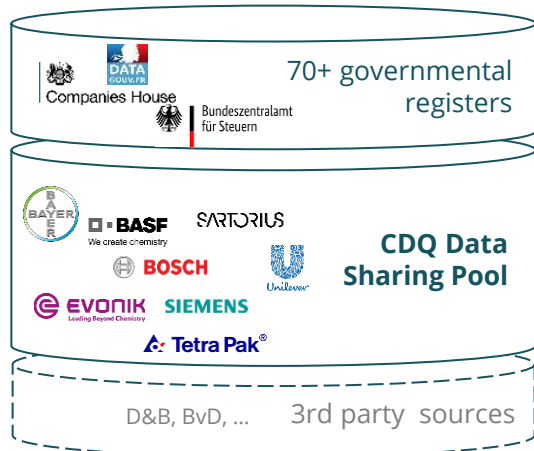 DATA
GOUV.FR
Companies House
Bundeszentralamt
für Steuern
70+ governmental
registers
BAYER
BAYER
BASF
We create chemistry
SARTORIUS
BOSCH
Unilever
EVONIK
Leading Beyond Chemistry
SIEMENS
Tetra Pak®
CDQ Data
Sharing Pool
D&B, BvD, ... 3rd party sources